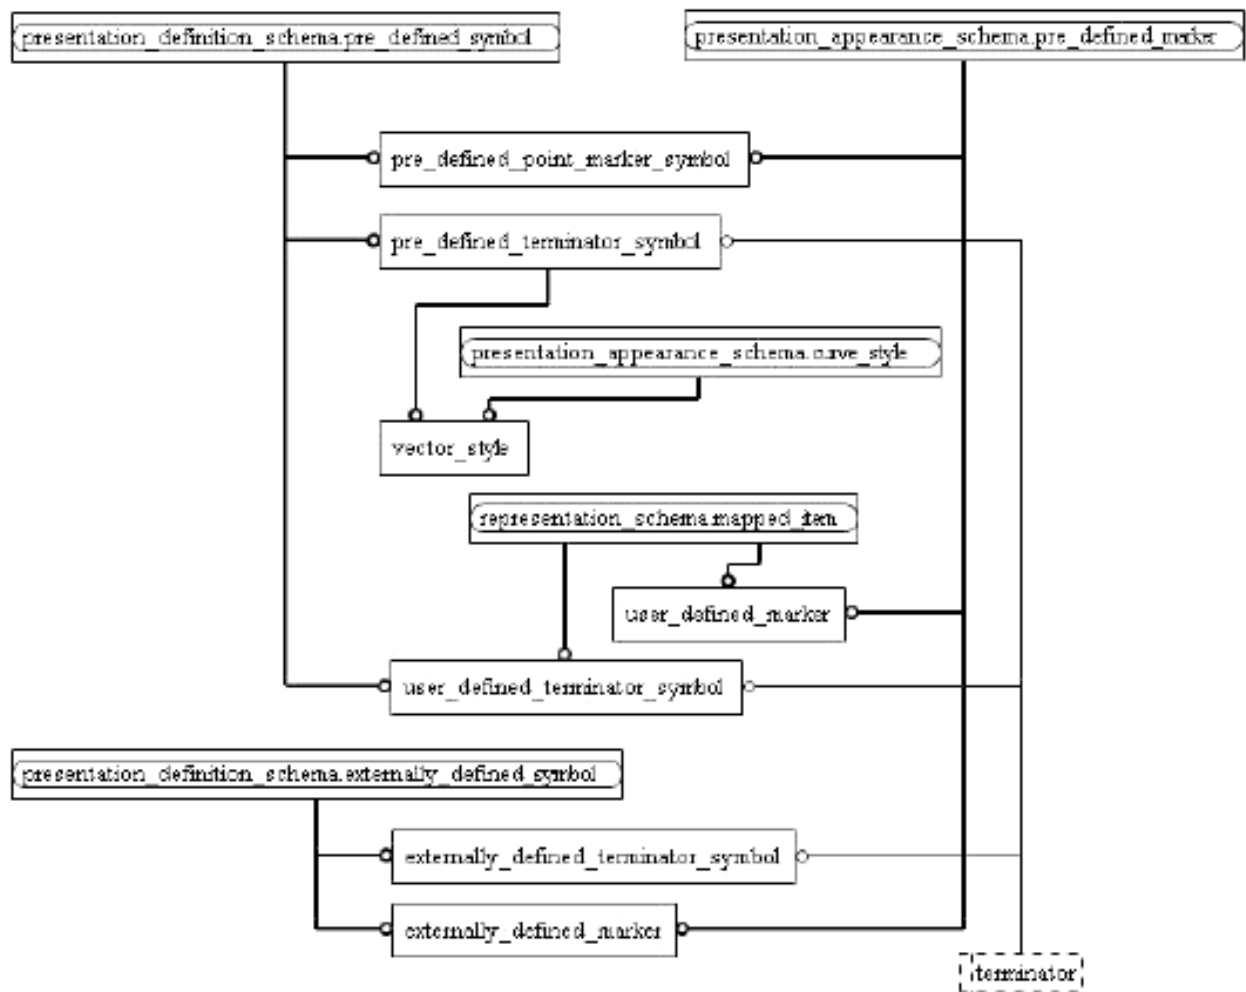 presentation_definition_schema.pre_defined_symbol
presentation_appearance_schema.pre_defined_marker
pre_defined_point_marker_symbol
pre_defined_terminator_symbol
presentation_appearance_schema.curve_style
vector_style
representation_schema.mapped_item
user_defined_marker
user_defined_terminator_symbol
presentation_definition_schema.externally_defined_symbol
externally_defined_terminator_symbol
externally_defined_marker
terminator